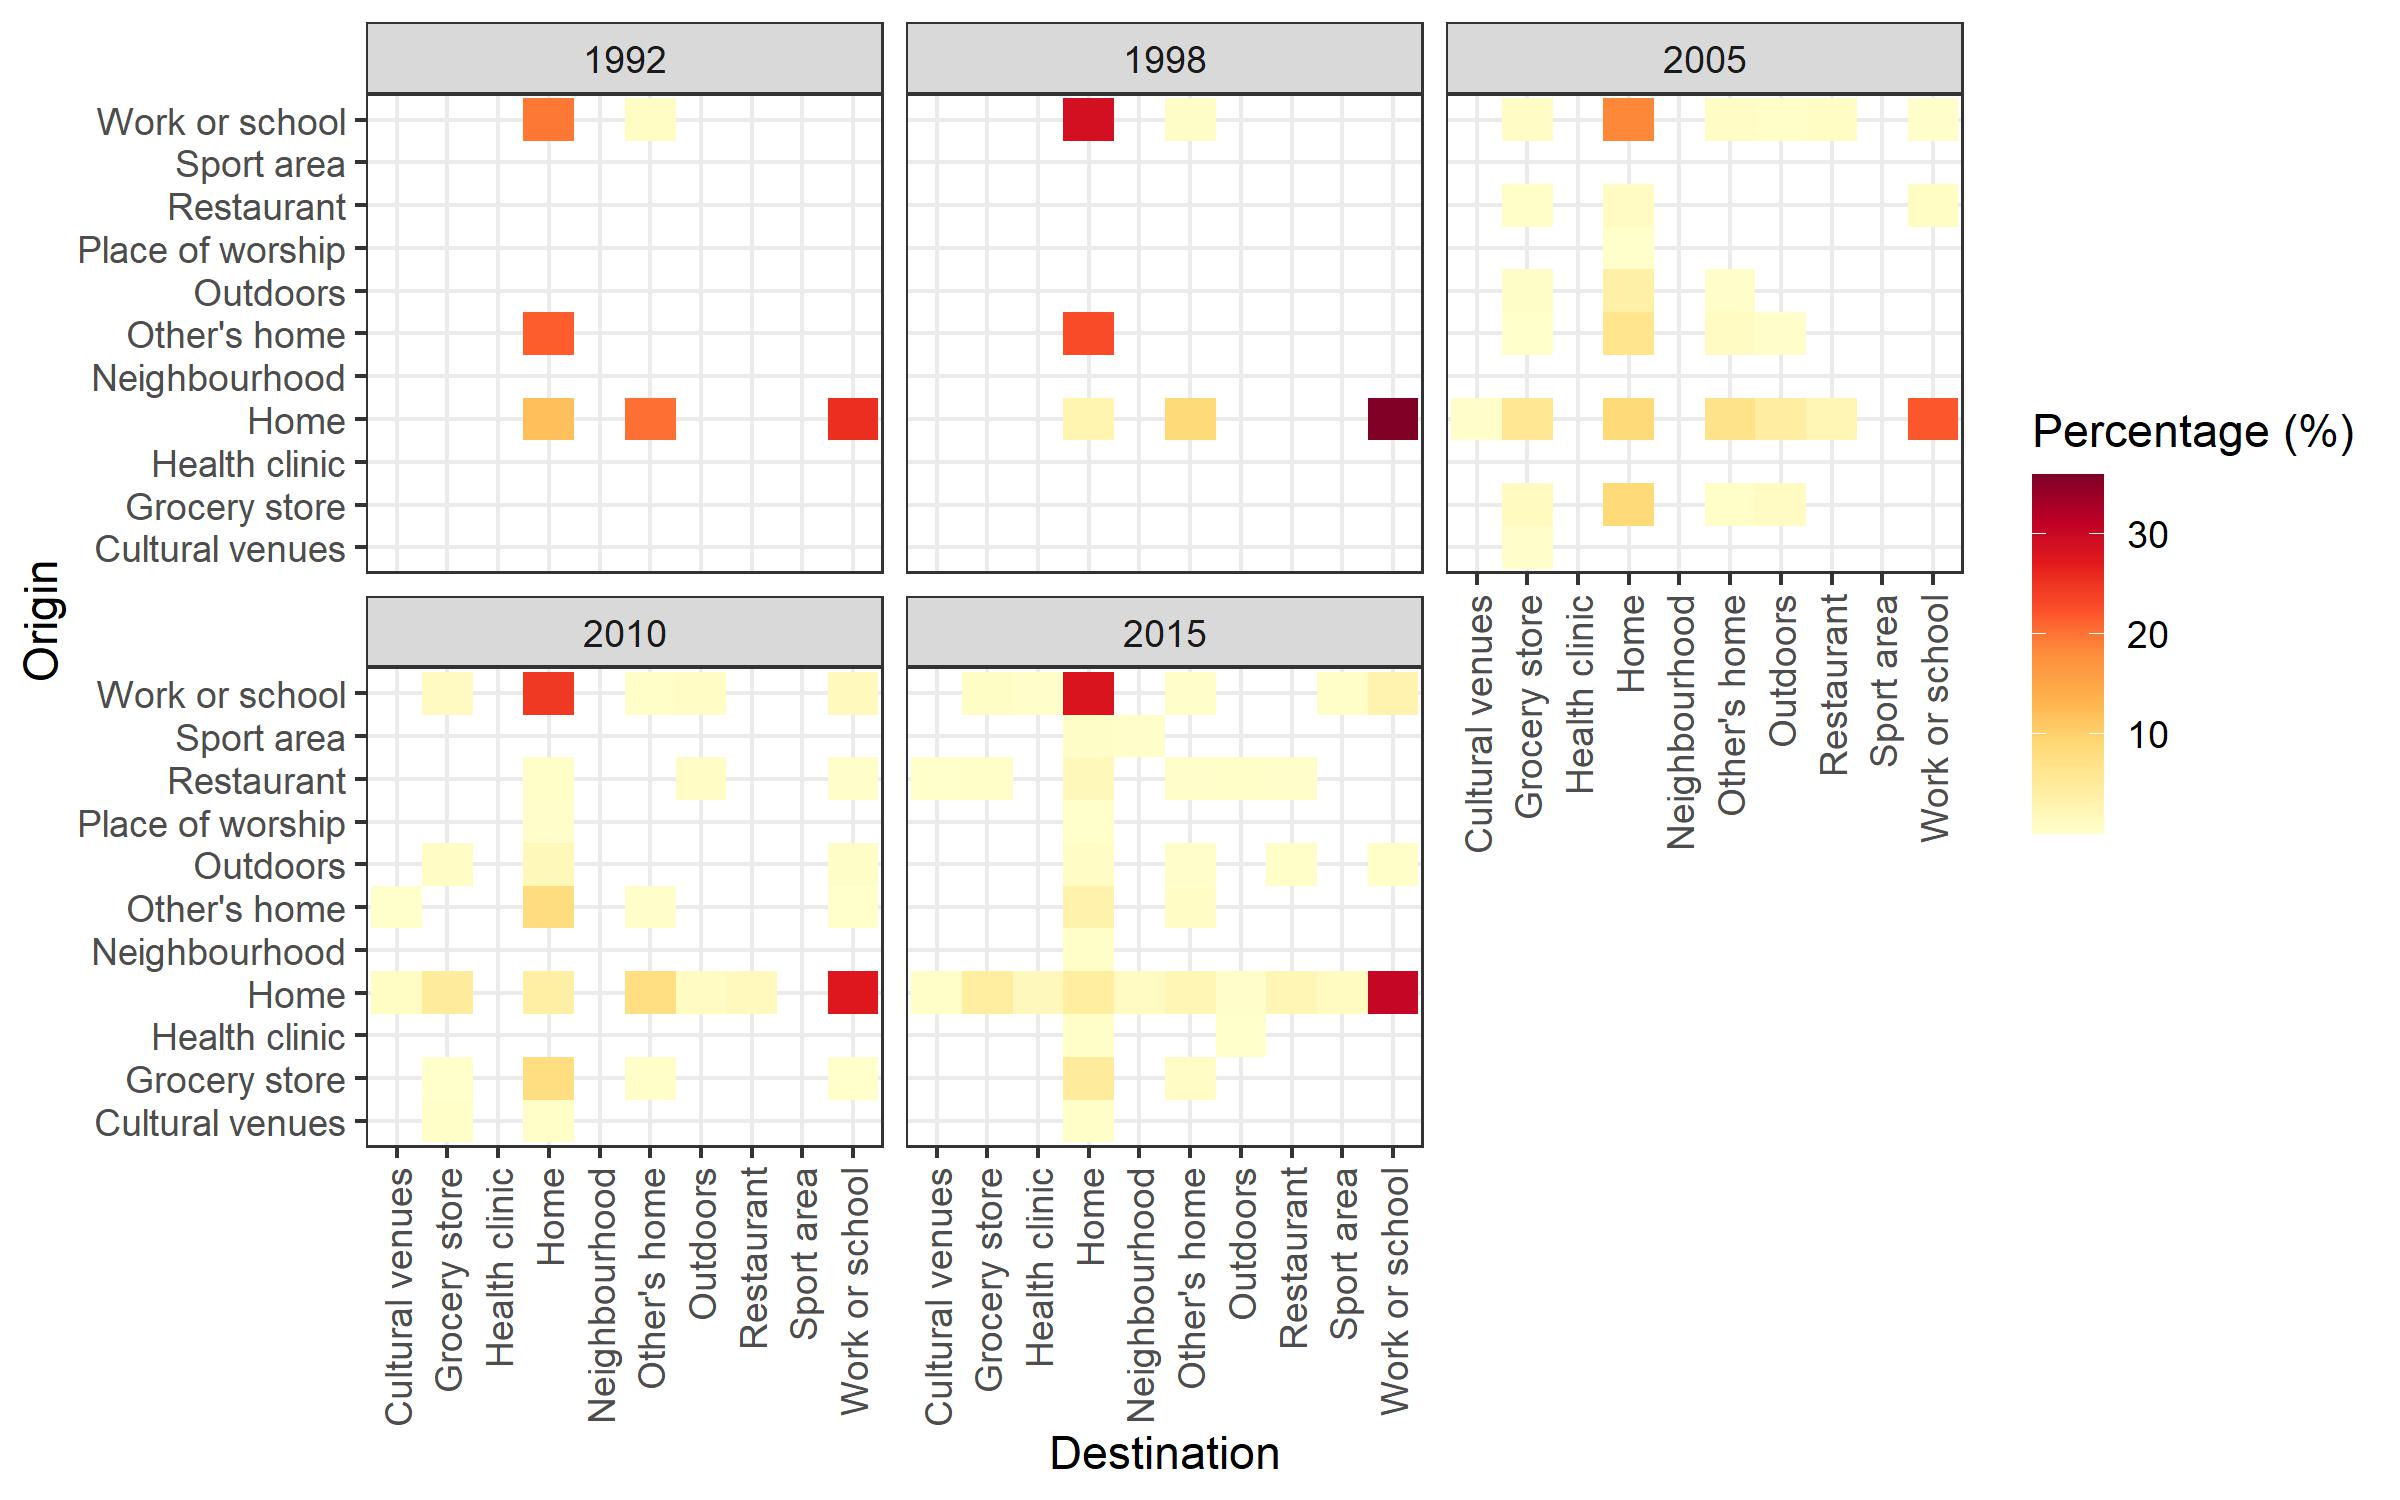 1992
1998
2005
Work or school
Sport area
Restaurant
Place of worship
Outdoors
Other's home
Neighbourhood
Home
Health clinic
Grocery store
Cultural venues
Origin
2010
2015
Work or school
Sport area
Restaurant
Place of worship
Outdoors
Other's home
Neighbourhood
Home
Health clinic
Grocery store
Cultural venues
Cultural venues
Grocery store
Health clinic
Home
Neighbourhood
Other's home
Outdoors
Restaurant
Sport area
Work or school
Cultural venues
Grocery store
Health clinic
Home
Neighbourhood
Other's home
Outdoors
Restaurant
Sport area
Work or school
Cultural venues
Grocery store
Health clinic
Home
Neighbourhood
Other's home
Outdoors
Restaurant
Sport area
Work or school
Destination
Percentage (%)
30
20
10